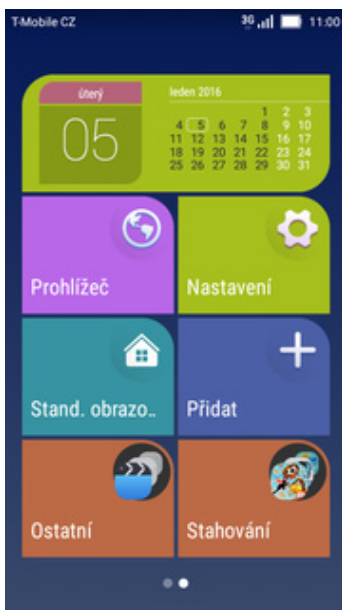 T-Mobile CZ 3G 11:00
úterý
05
leden 2016
1 2 3
4 5 6 7 8 9 10
11 12 13 14 15 16 17
18 19 20 21 22 23 24
25 26 27 28 29 30 31
Prohlížeč
Nastavení
Stand. obrazo..
Přidat
Ostatní
Stahování